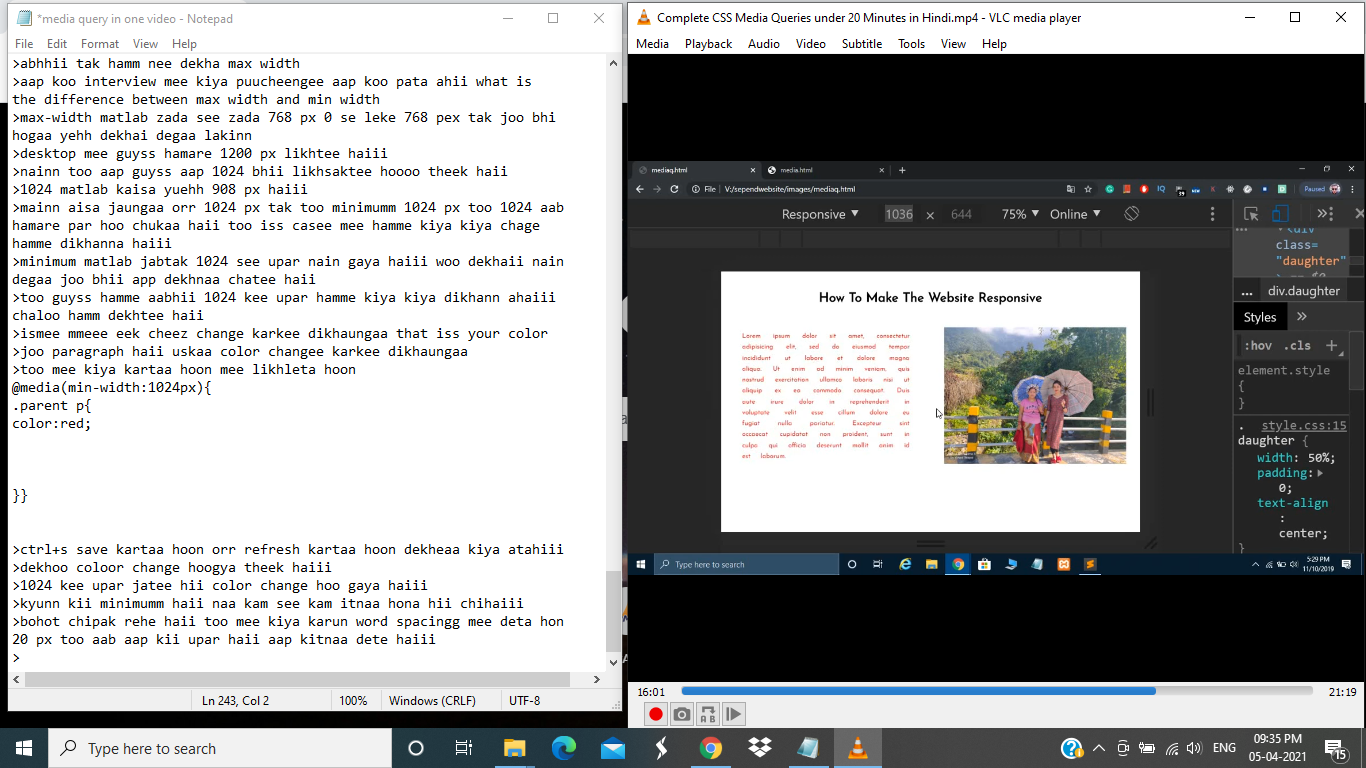 *media query in one video - Notepad
File Edit Format View Help
>abhhii tak hamm nee dekha max width
>aap koo interview mee kiya puucheengee aap koo pata ahii what is
the difference between max width and min width
>max-width matlab zada see zada 768 px 0 se leke 768 pex tak joo bhi
hogaa yehh dekhai degaa lakinn
>desktop mee guyss hamare 1200 px likhtee haiii
>nainn too aap guyss aap 1024 bhii likhsaktee hoooo theek haii
>1024 matlab kaisa yuehh 908 px haiii
>mainn aisa jaungaa orr 1024 px tak too minimumm 1024 px too 1024 aab
hamare par hoo chukaa haii too iss casee mee hamme kiya kiya chage
hamme dikhanna haiii
>minimum matlab jabtak 1024 see upar nain gaya haiii woo dekhaii nain
degaa joo bhii app dekhnaa chatee haii
>too guyss hamme aabhii 1024 kee upar hamme kiya kiya dikhann ahaiii
chaloo hamm dekhtee haii
>ismee mmeee eek cheez change karkee dikhaungaa that iss your color
>joo paragraph haii uskaa color changee karkee dikhaungaa
>too mee kiya kartaa hoon mee likhleta hoon
@media(min-width:1024px){
.parent p{
color:red;
}}
>ctrl+s save kartaa hoon orr refresh kartaa hoon dekheaa kiya atahiii
>dekhoo coloor change hoogya theek haiii
>1024 kee upar jatee hii color change hoo gaya haiii
>kyunn kii minimumm haii naa kam see kam itnaa hona hii chihaiii
>bohot chipak rehe haii too mee kiya karun word spacingg mee deta hon
20 px too aab aap kii upar haii aap kitnaa dete haiii
>
Ln 243, Col 2 100% Windows (CRLF) UTF-8
Complete CSS Media Queries under 20 Minutes in Hindi.mp4 - VLC media player
Media Playback Audio Video Subtitle Tools View Help
mediaq.html media.html
File V:/sependwebsite/images/mediaq.html Paused
Responsive 1036 × 644 75% Online
How To Make The Website Responsive
Lorem ipsum dolor sit amet, consectetur
adipisicing elit, sed do eiusmod tempor
incididunt ut labore et dolore magna
aliqua. Ut enim ad minim veniam, quis
nostrud exercitation ullamco laboris nisi ut
aliquip ex ea commodo consequat. Duis
aute irure dolor in reprehenderit in
voluptate velit esse cillum dolore eu
fugiat nulla pariatur. Excepteur sint
occaecat cupidatat non proident, sunt in
culpa qui officia deserunt mollit anim id
est laborum.
<div
class=
"daughter"
... div.daughter
Styles
:hov .cls +
element.style
{
}
. style.css:15
daughter {
width: 50%;
padding:
0;
text-align
:
center;
}
Type here to search
5:29 PM
11/10/2019
16:01 21:19
Type here to search
ENG
09:35 PM
05-04-2021
15